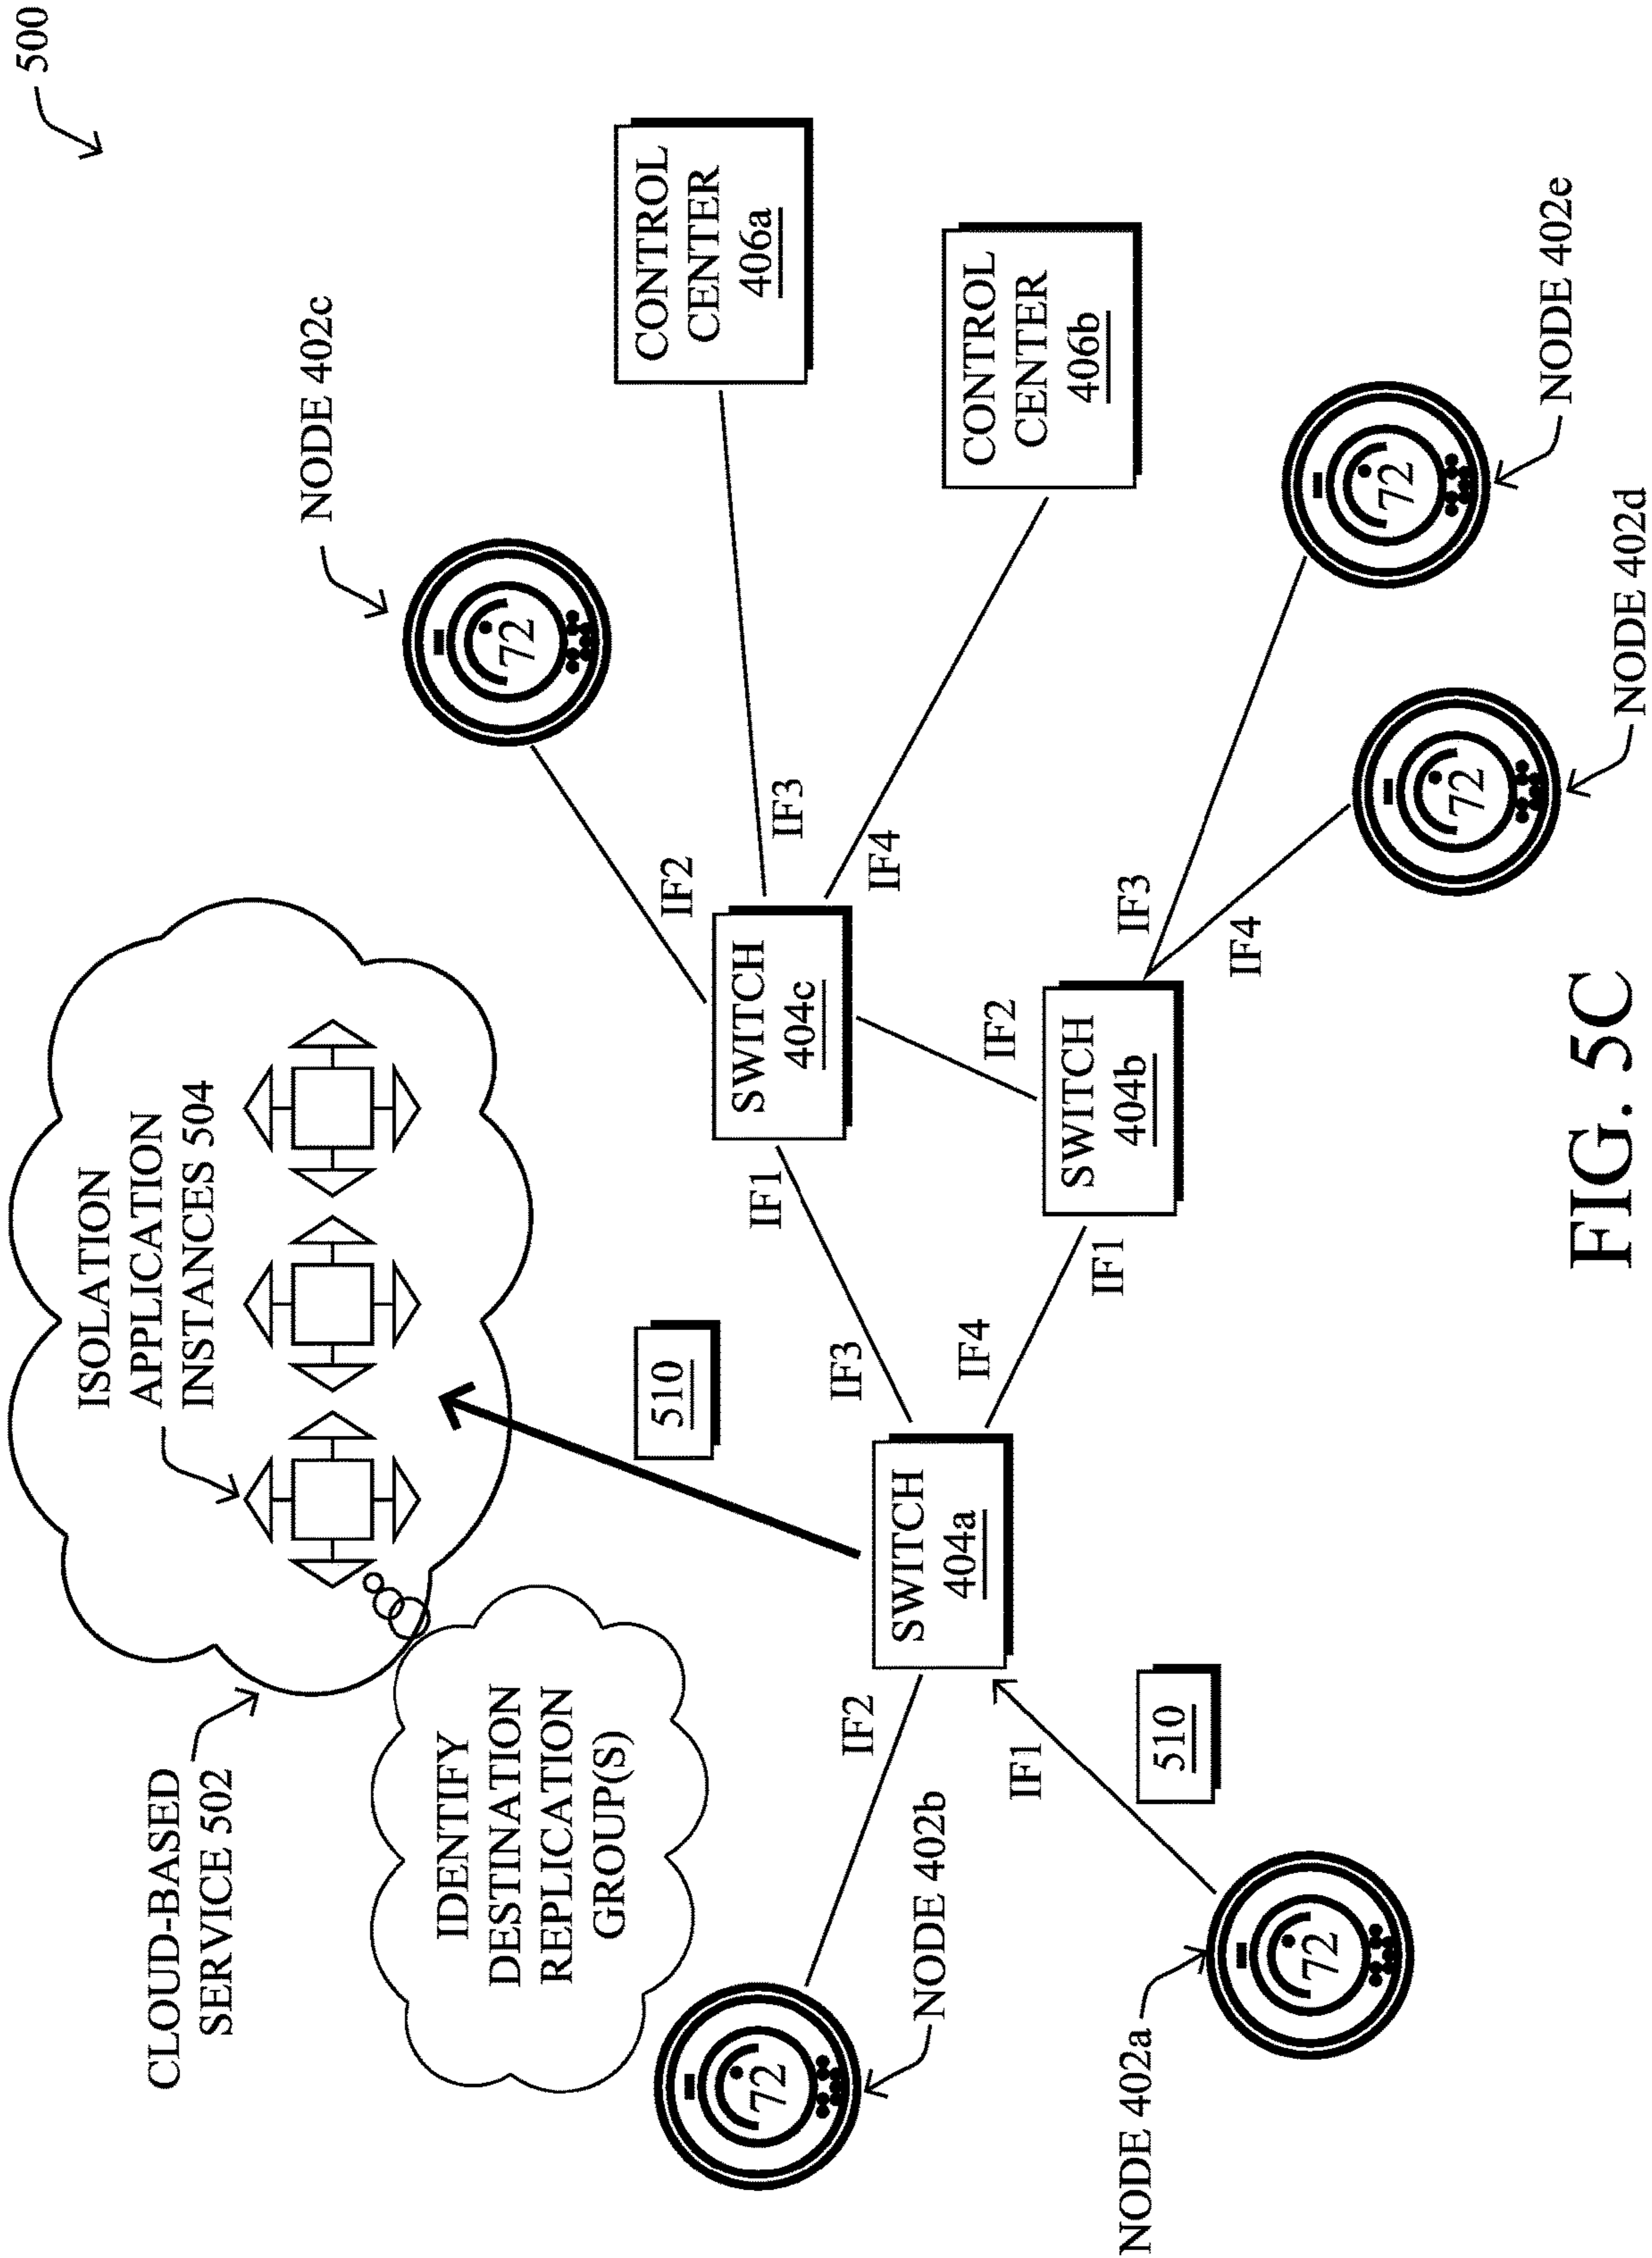 500
CLOUD-BASED
SERVICE 502
ISOLATION
APPLICATION
INSTANCES 504
IDENTIFY
DESTINATION
REPLICATION
GROUP(S)
NODE 402c
CONTROL
CENTER
406a
CONTROL
CENTER
406b
510
SWITCH
404c
IF1
IF2
IF3
IF4
SWITCH
404a
IF2
IF3
IF4
IF1
SWITCH
404b
IF1
IF2
IF3
IF4
510
72
72
72
72
72
NODE 402b
NODE 402a
NODE 402e
NODE 402d
FIG. 5C